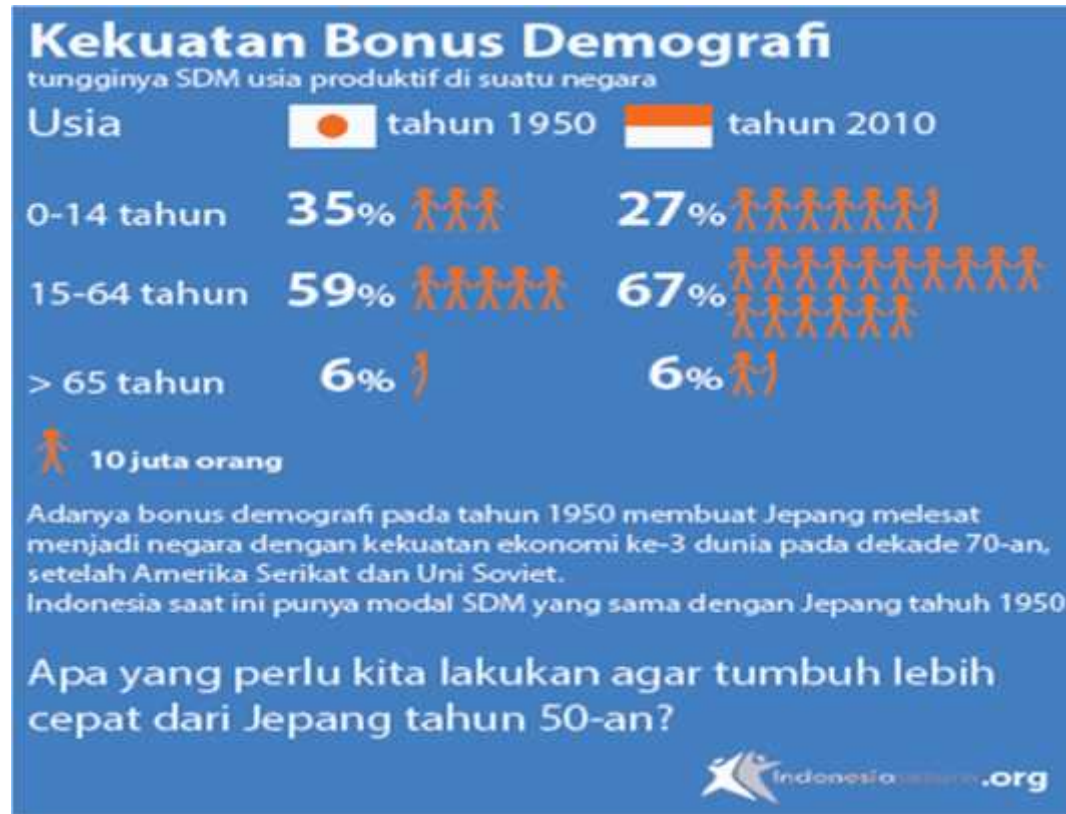 Kekuatan Bonus Demografi
tungginya SDM usia produktif di suatu negara
Usia tahun 1950 tahun 2010
0-14 tahun 35% 27%
15-64 tahun 59% 67%
> 65 tahun 6% 6%
10 juta orang
Adanya bonus demografi pada tahun 1950 membuat Jepang melesat
menjadi negara dengan kekuatan ekonomi ke-3 dunia pada dekade 70-an,
setelah Amerika Serikat dan Uni Soviet.
Indonesia saat ini punya modal SDM yang sama dengan Jepang tahuh 1950
Apa yang perlu kita lakukan agar tumbuh lebih
cepat dari Jepang tahun 50-an?
Indonesia .org